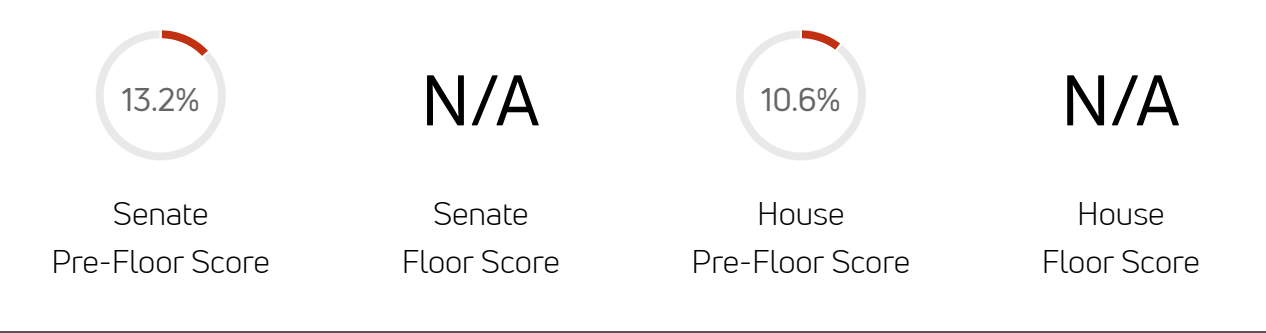 13.2%
N/A
10.6%
N/A
Senate
Pre-Floor Score
Senate
Floor Score
House
Pre-Floor Score
House
Floor Score